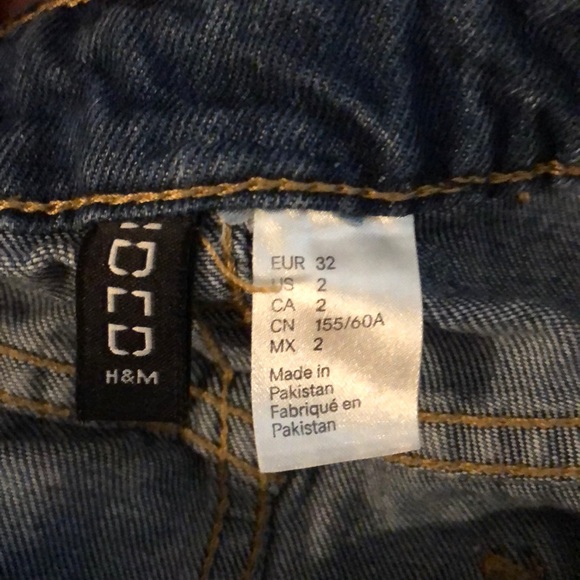 H&M
EUR 32
US 2
CA 2
CN 155/60A
MX 2
Made in
Pakistan
Fabriqué en
Pakistan